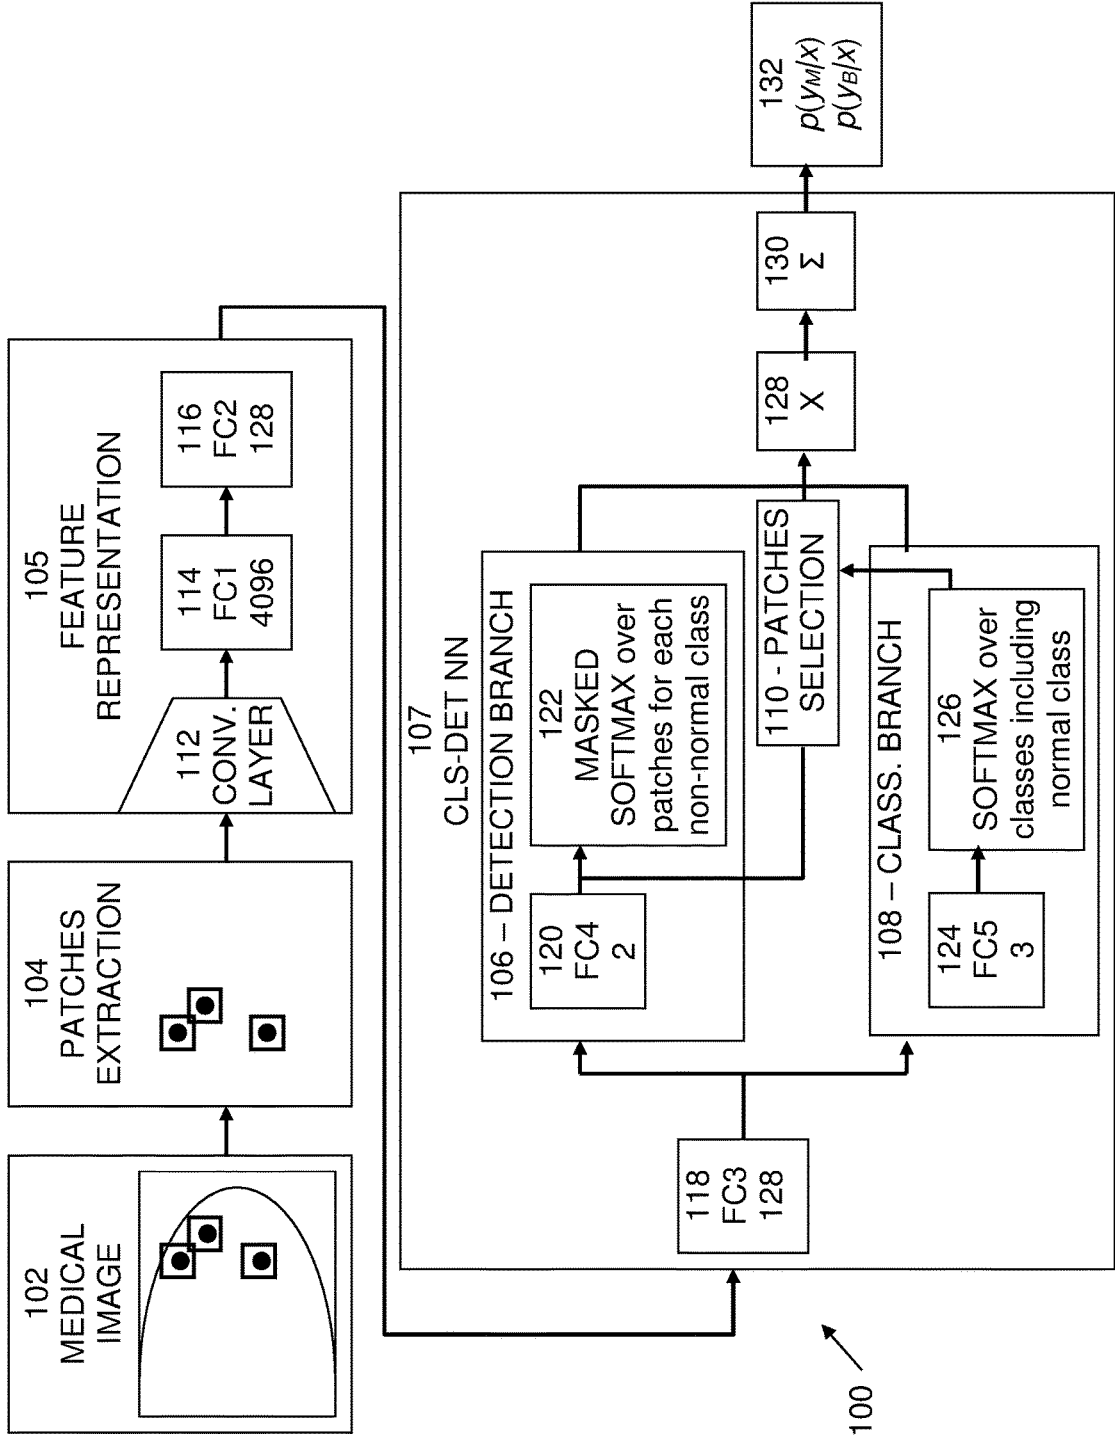 102
MEDICAL
IMAGE
104
PATCHES
EXTRACTION
105
FEATURE
REPRESENTATION
112
CONV.
LAYER
114
FC1
4096
116
FC2
128
107
CLS-DET NN
118
FC3
128
106 – DETECTION BRANCH
120
FC4
2
122
MASKED
SOFTMAX over
patches for each
non-normal class
110 - PATCHES
SELECTION
108 – CLASS. BRANCH
124
FC5
3
126
SOFTMAX over
classes including
normal class
128
X
130
Σ
132
p(yM|x)
p(yB|x)
100